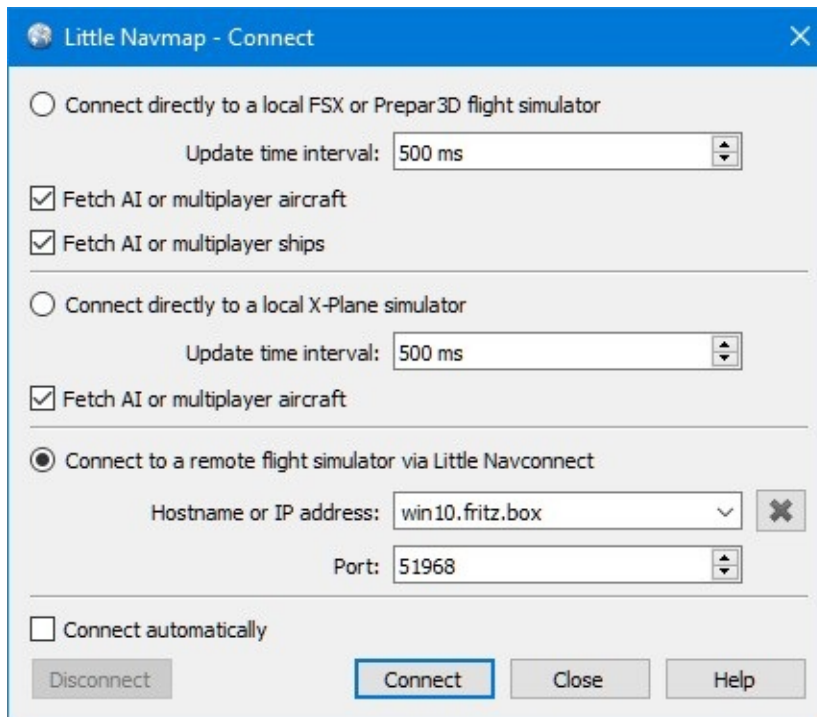 Little Navmap - Connect
Connect directly to a local FSX or Prepar3D flight simulator
Update time interval: 500 ms
Fetch AI or multiplayer aircraft
Fetch AI or multiplayer ships
Connect directly to a local X-Plane simulator
Update time interval: 500 ms
Fetch AI or multiplayer aircraft
Connect to a remote flight simulator via Little Navconnect
Hostname or IP address: win10.fritz.box
Port: 51968
Connect automatically
Disconnect Connect Close Help